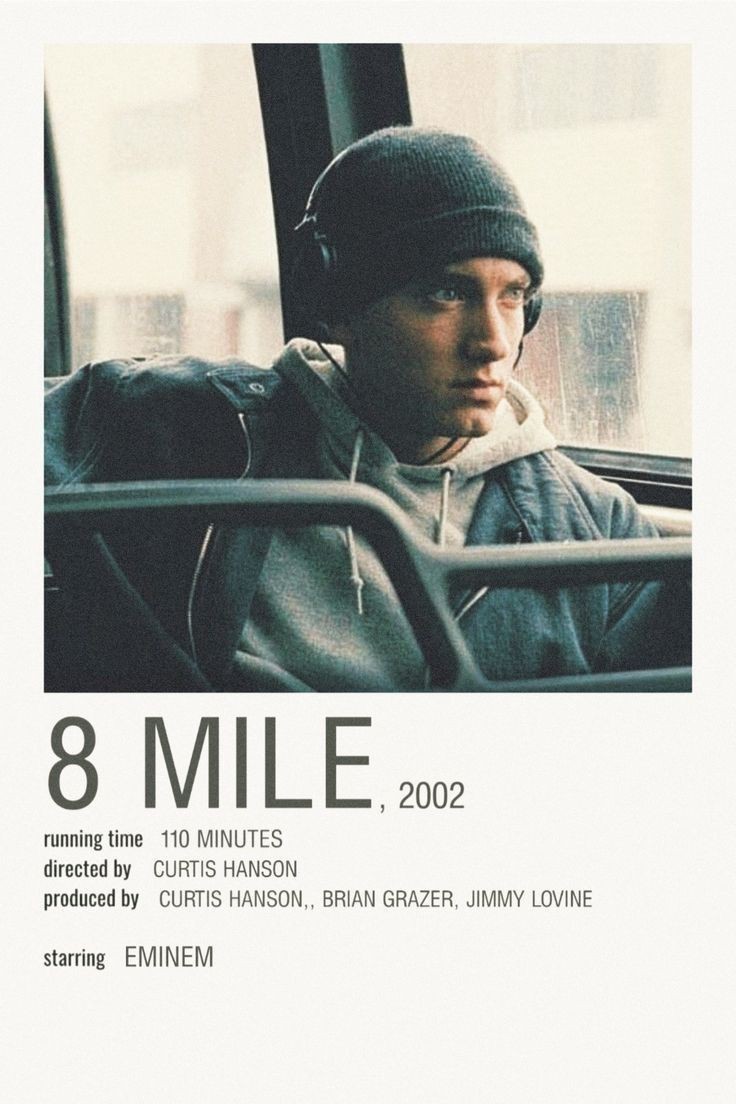 8 MILE, 2002
running time 110 MINUTES
directed by CURTIS HANSON
produced by CURTIS HANSON,, BRIAN GRAZER, JIMMY LOVINE
starring EMINEM